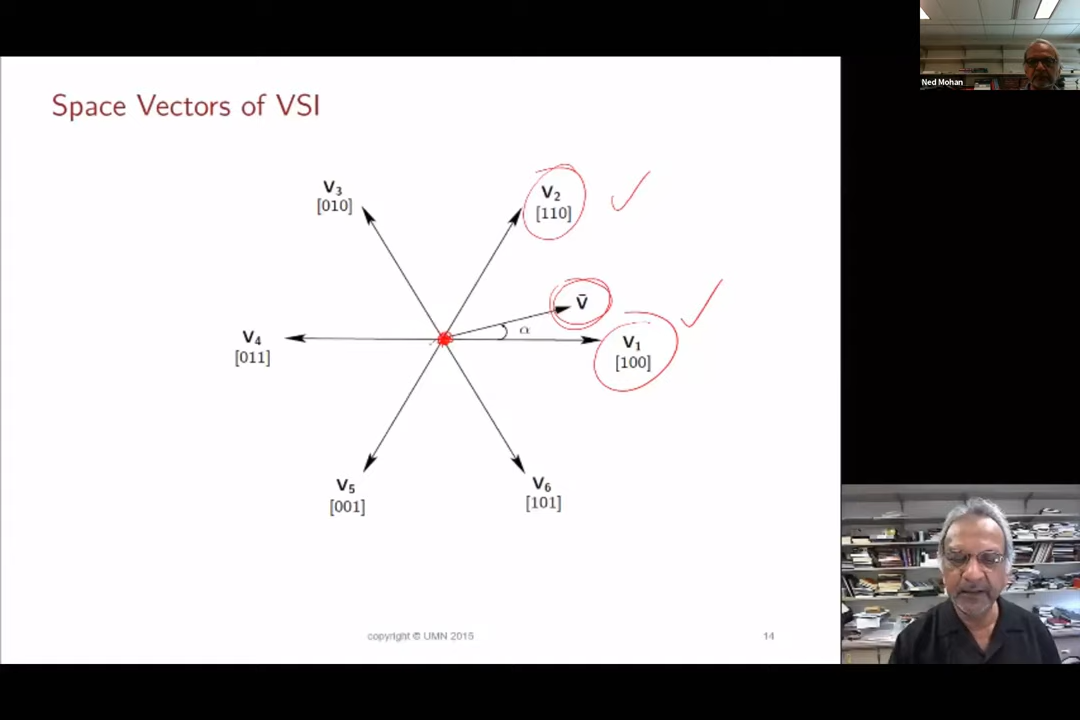 Ned Mohan
Space Vectors of VSI
V3
[010]
V2
[110]
V̄
α
V4
[011]
V1
[100]
V5
[001]
V6
[101]
copyright © UMN 2015
14